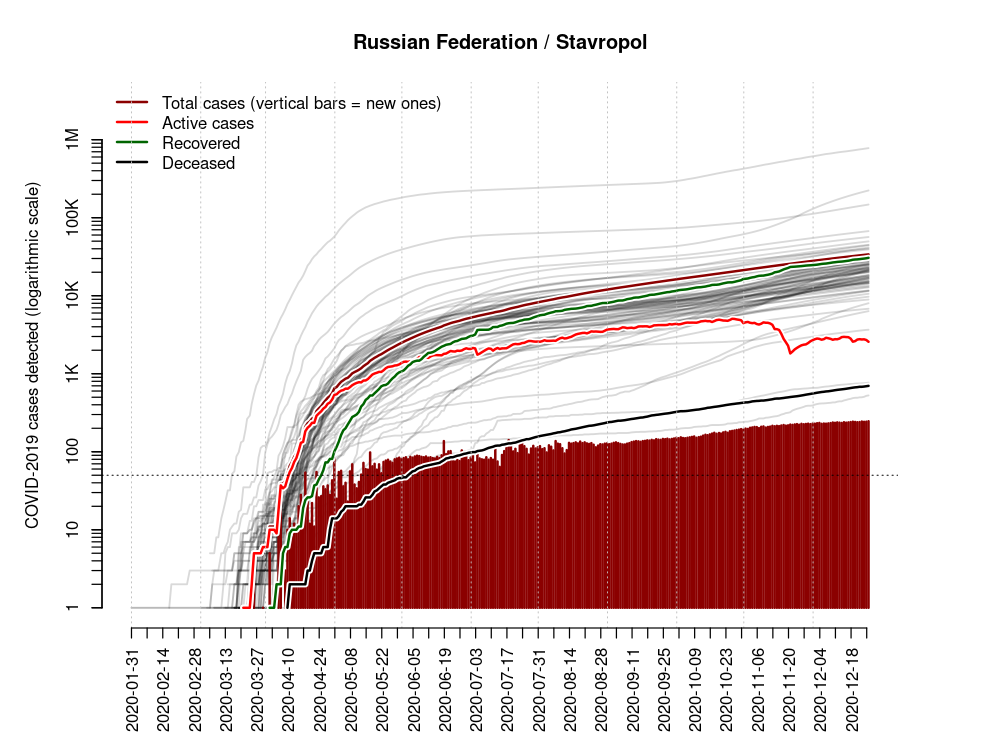 Russian Federation / Stavropol
Total cases (vertical bars = new ones)
Active cases
Recovered
Deceased
COVID-2019 cases detected (logarithmic scale)
1M
100K
10K
1K
100
10
1
2020-01-31
2020-02-14
2020-02-28
2020-03-13
2020-03-27
2020-04-10
2020-04-24
2020-05-08
2020-05-22
2020-06-05
2020-06-19
2020-07-03
2020-07-17
2020-07-31
2020-08-14
2020-08-28
2020-09-11
2020-09-25
2020-10-09
2020-10-23
2020-11-06
2020-11-20
2020-12-04
2020-12-18